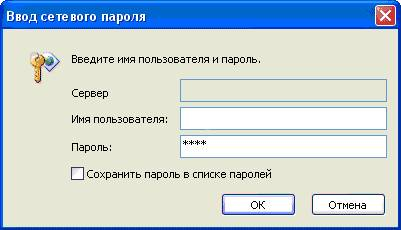 Ввод сетевого пароля
Введите имя пользователя и пароль.
Сервер
Имя пользователя:
Пароль: ****
Сохранить пароль в списке паролей
OK Отмена